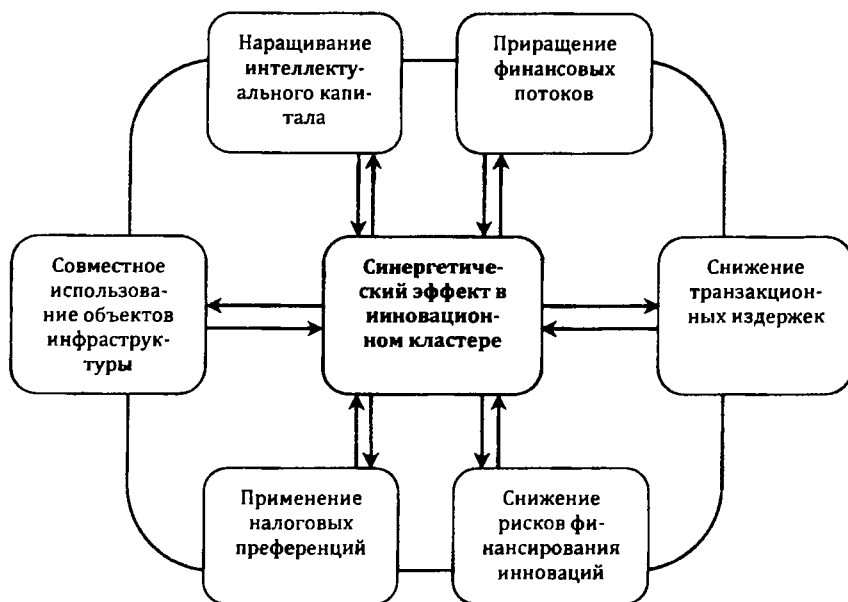 Наращивание
интеллекту-
ального капи-
тала
Приращение
финансовых
потоков
Совместное
использова-
ние объектов
инфраструк-
туры
Синергетиче-
ский эффект в
инновацион-
ном кластере
Снижение
транзакцион-
ных издержек
Применение
налоговых
преференций
Снижение
рисков фи-
нансирования
инноваций